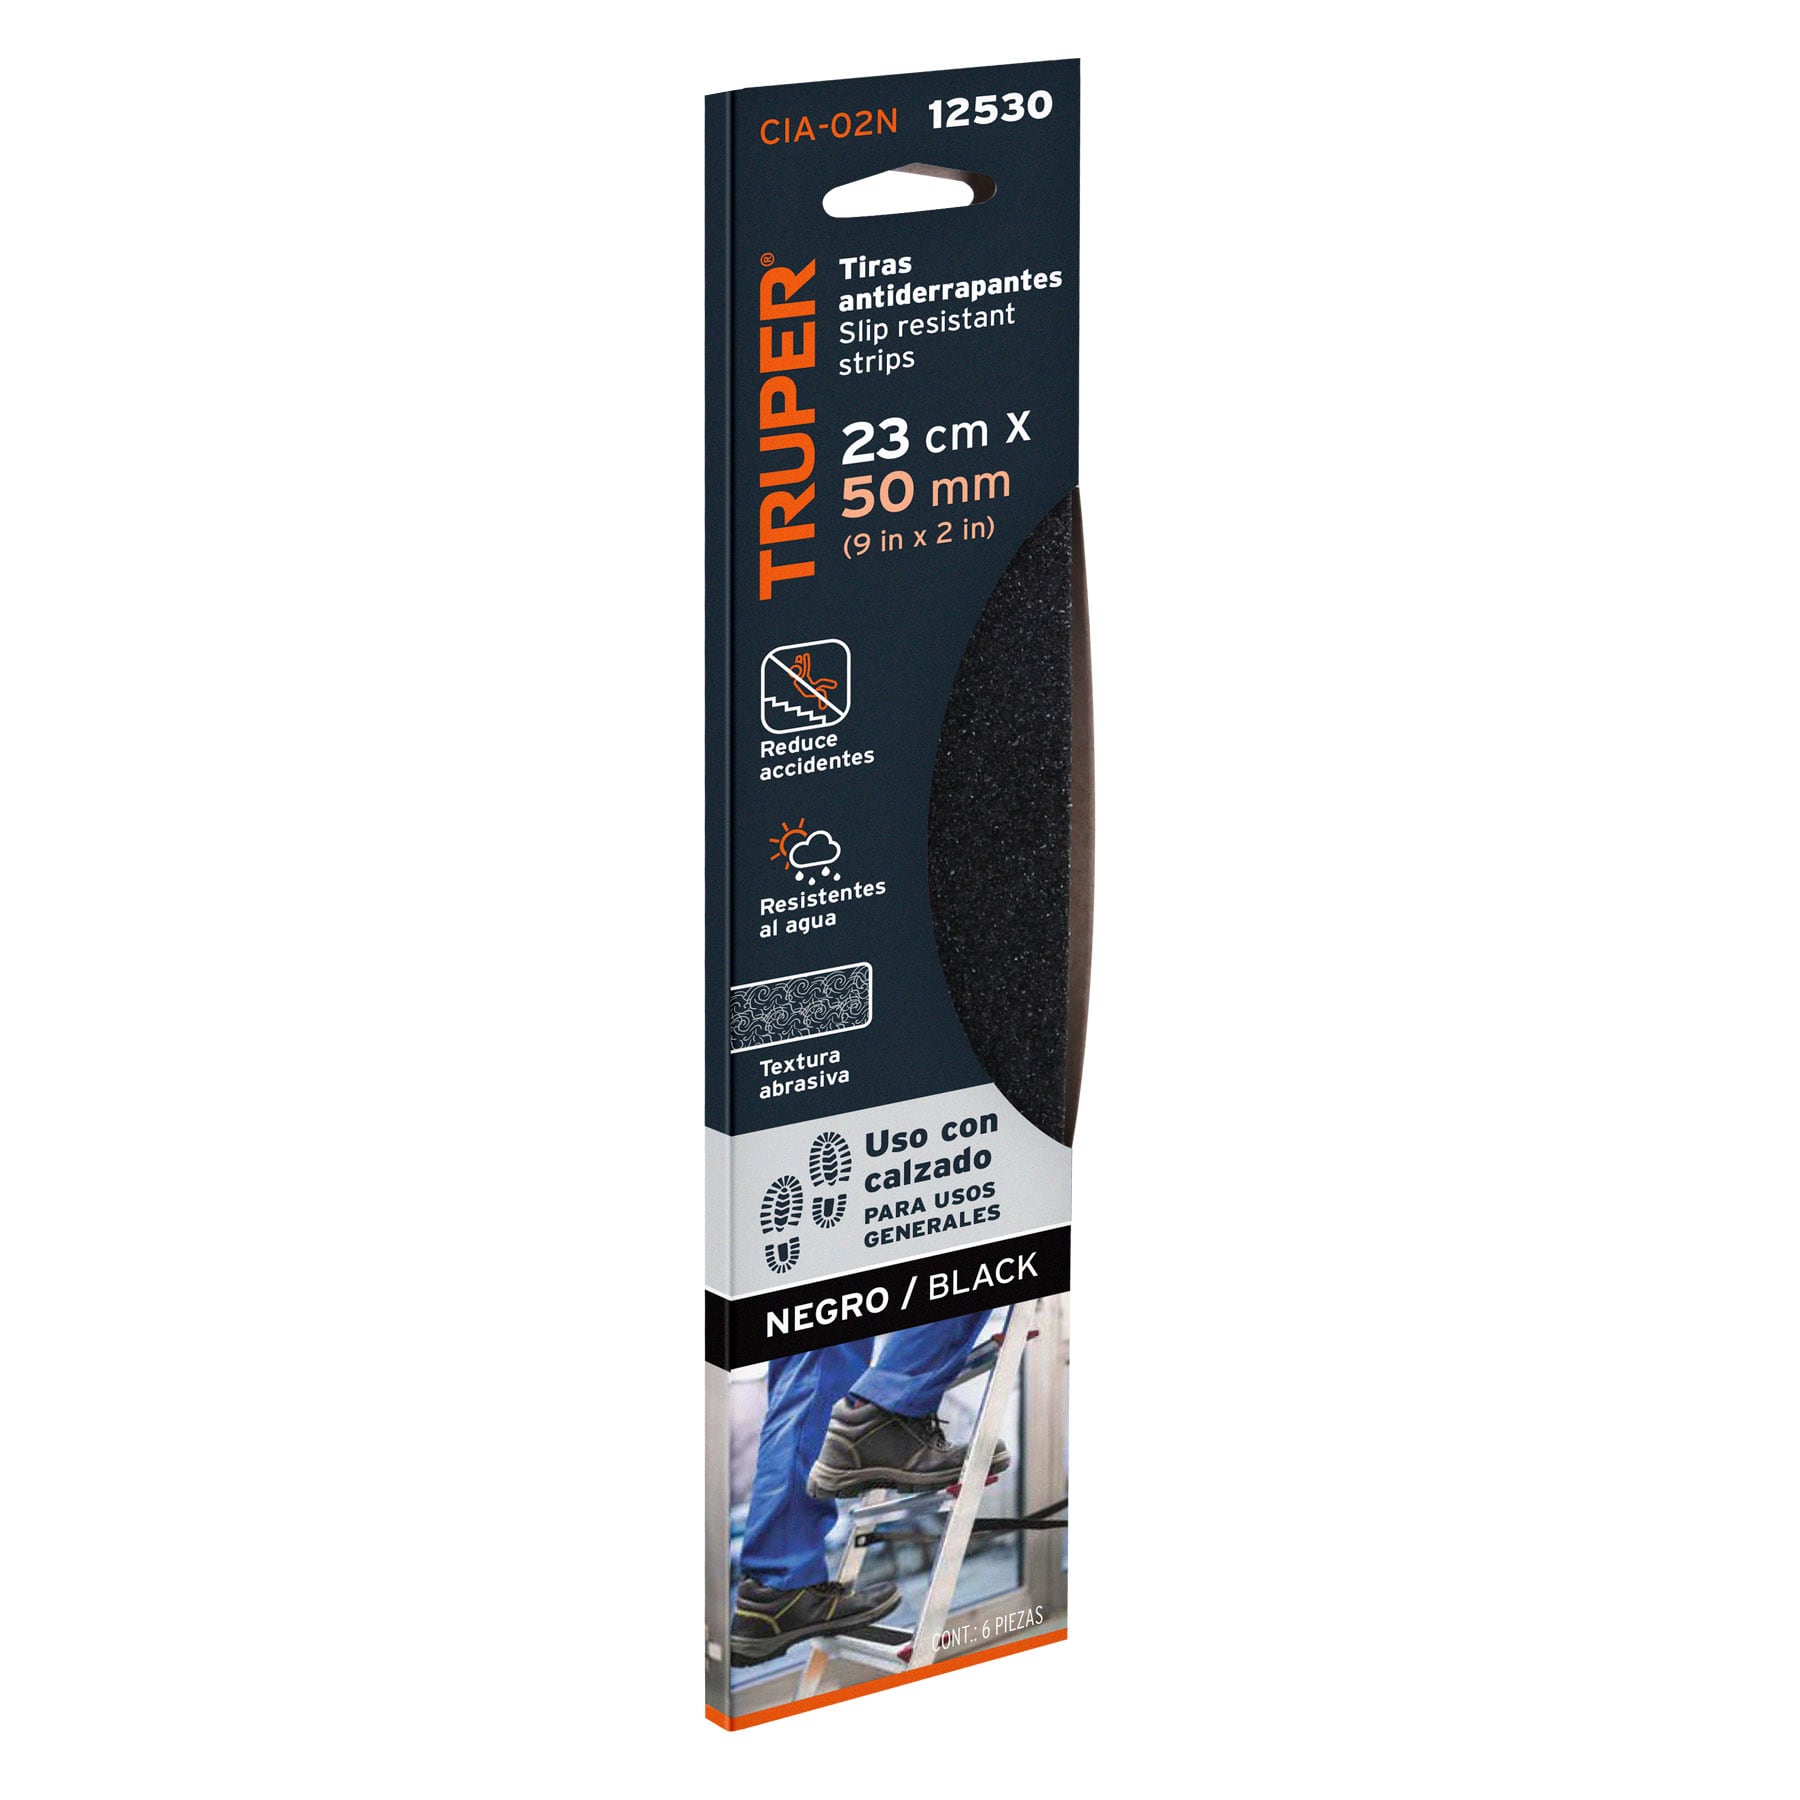 CIA-02N 12530
TRUPER®
Tiras
antiderrapantes
Slip resistant
strips
23 cm X
50 mm
(9 in x 2 in)
Reduce
accidentes
Resistentes
al agua
Textura
abrasiva
Uso con
calzado
PARA USOS
GENERALES
NEGRO / BLACK
CONT.: 6 PIEZAS